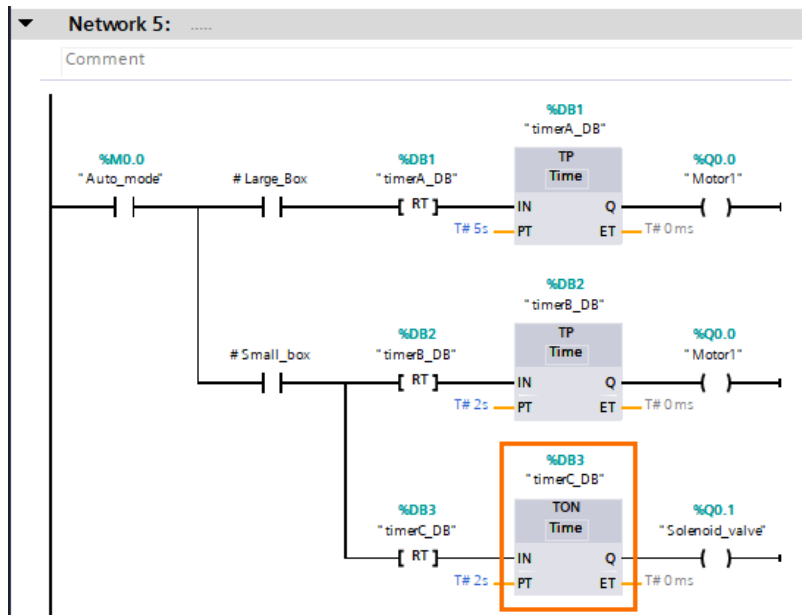 Network 5: .....
Comment
%DB1
"timerA_DB"
%M0.0
"Auto_mode"
#Large_Box
%DB1
"timerA_DB"
TP
Time
%Q0.0
"Motor1"
RT
IN
Q
T#5s
PT
ET
T#0ms
%DB2
"timerB_DB"
#Small_box
%DB2
"timerB_DB"
TP
Time
%Q0.0
"Motor1"
RT
IN
Q
T#2s
PT
ET
T#0ms
%DB3
"timerC_DB"
%DB3
"timerC_DB"
TON
Time
%Q0.1
"Solenoid_valve"
RT
IN
Q
T#2s
PT
ET
T#0ms